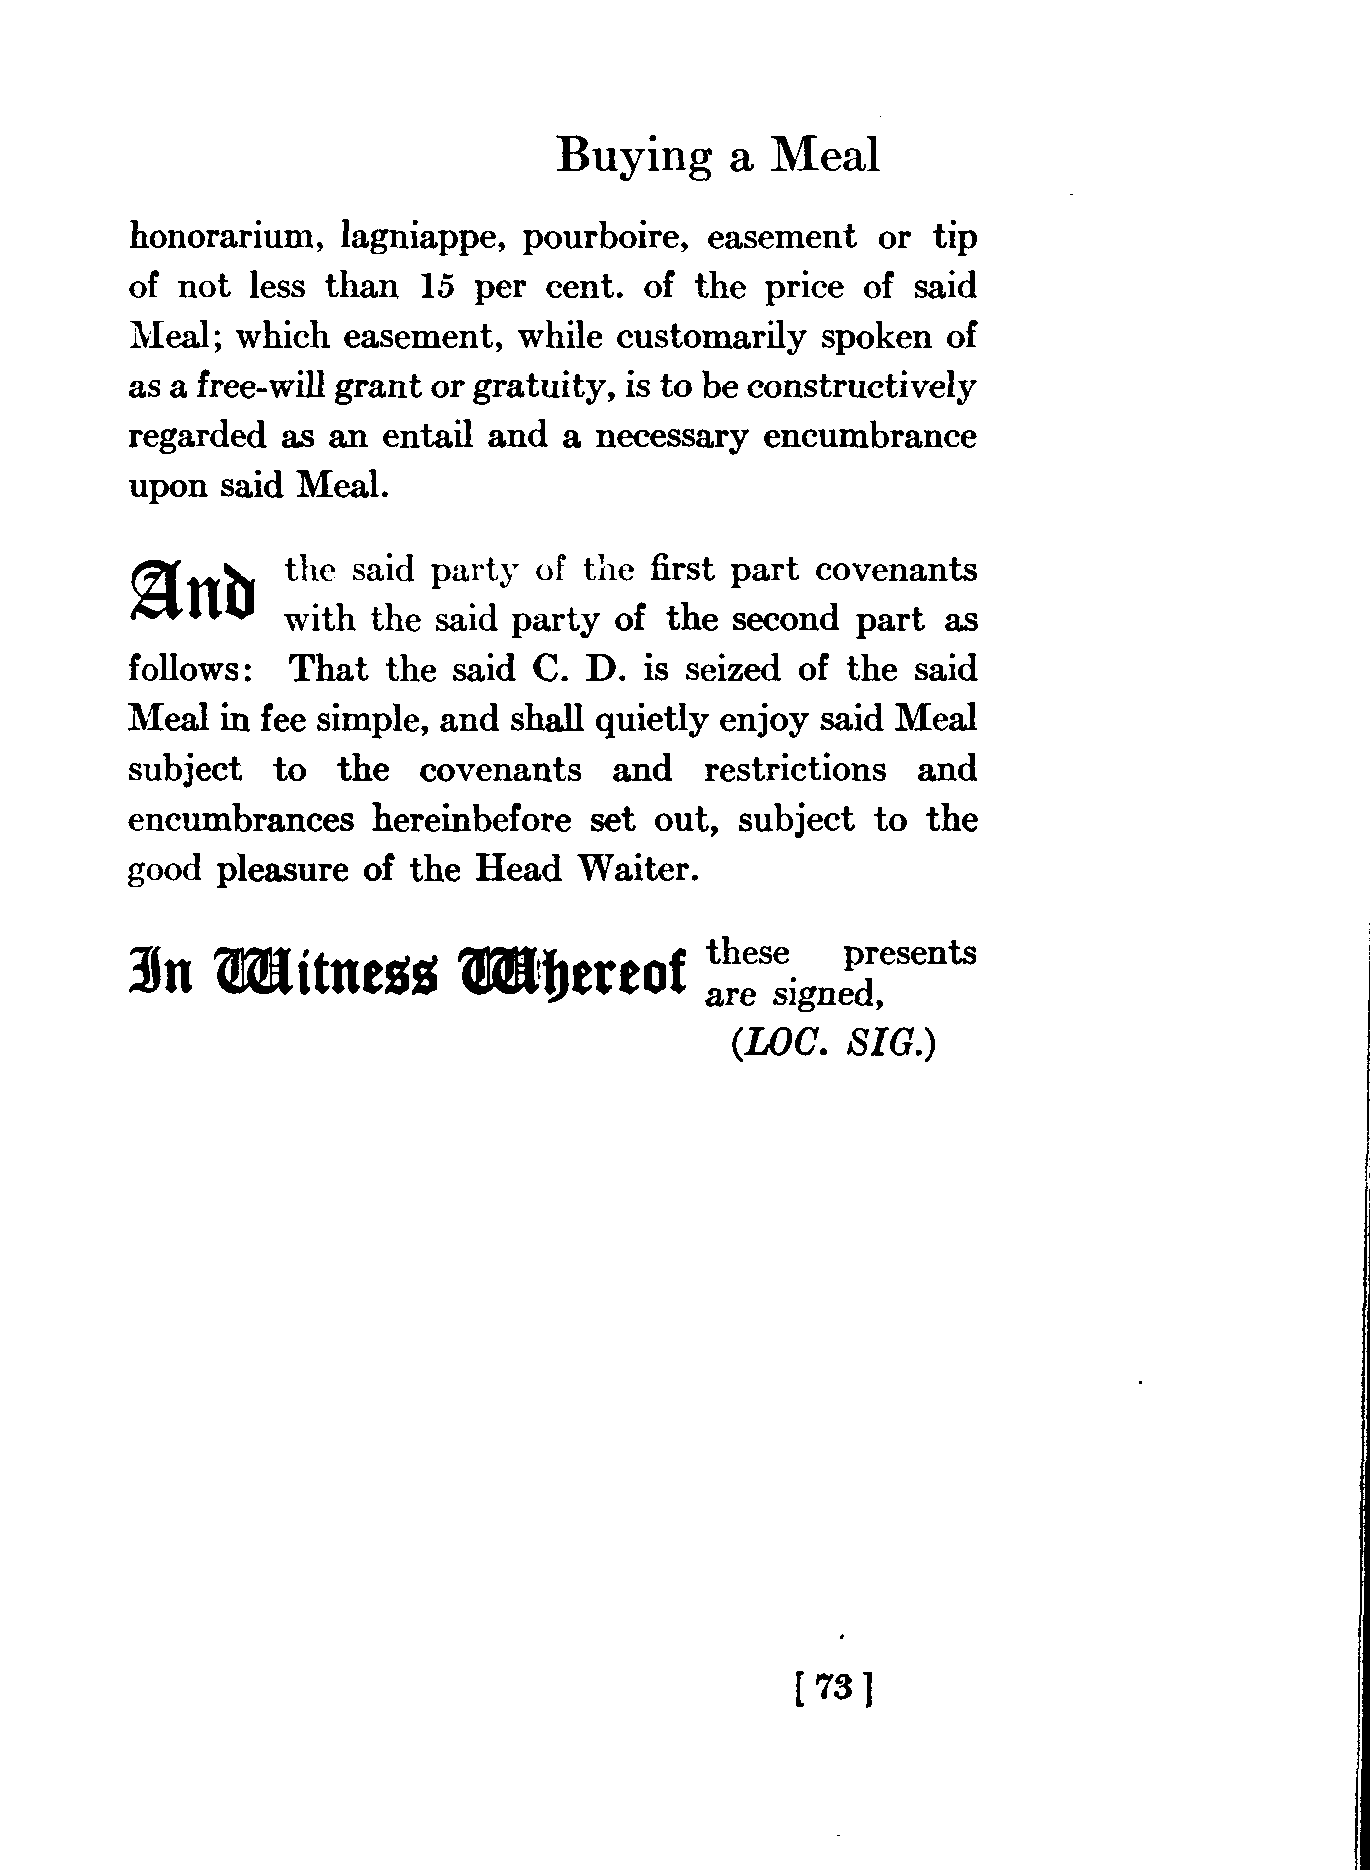 Buying a Meal
honorarium, lagniappe, pourboire, easement or tip
of not less than 15 per cent. of the price of said
Meal; which easement, while customarily spoken of
as a free-will grant or gratuity, is to be constructively
regarded as an entail and a necessary encumbrance
upon said Meal.
And the said party of the first part covenants
with the said party of the second part as
follows: That the said C. D. is seized of the said
Meal in fee simple, and shall quietly enjoy said Meal
subject to the covenants and restrictions and
encumbrances hereinbefore set out, subject to the
good pleasure of the Head Waiter.
In Witness Whereof these presents
are signed,
(LOC. SIG.)
[73]